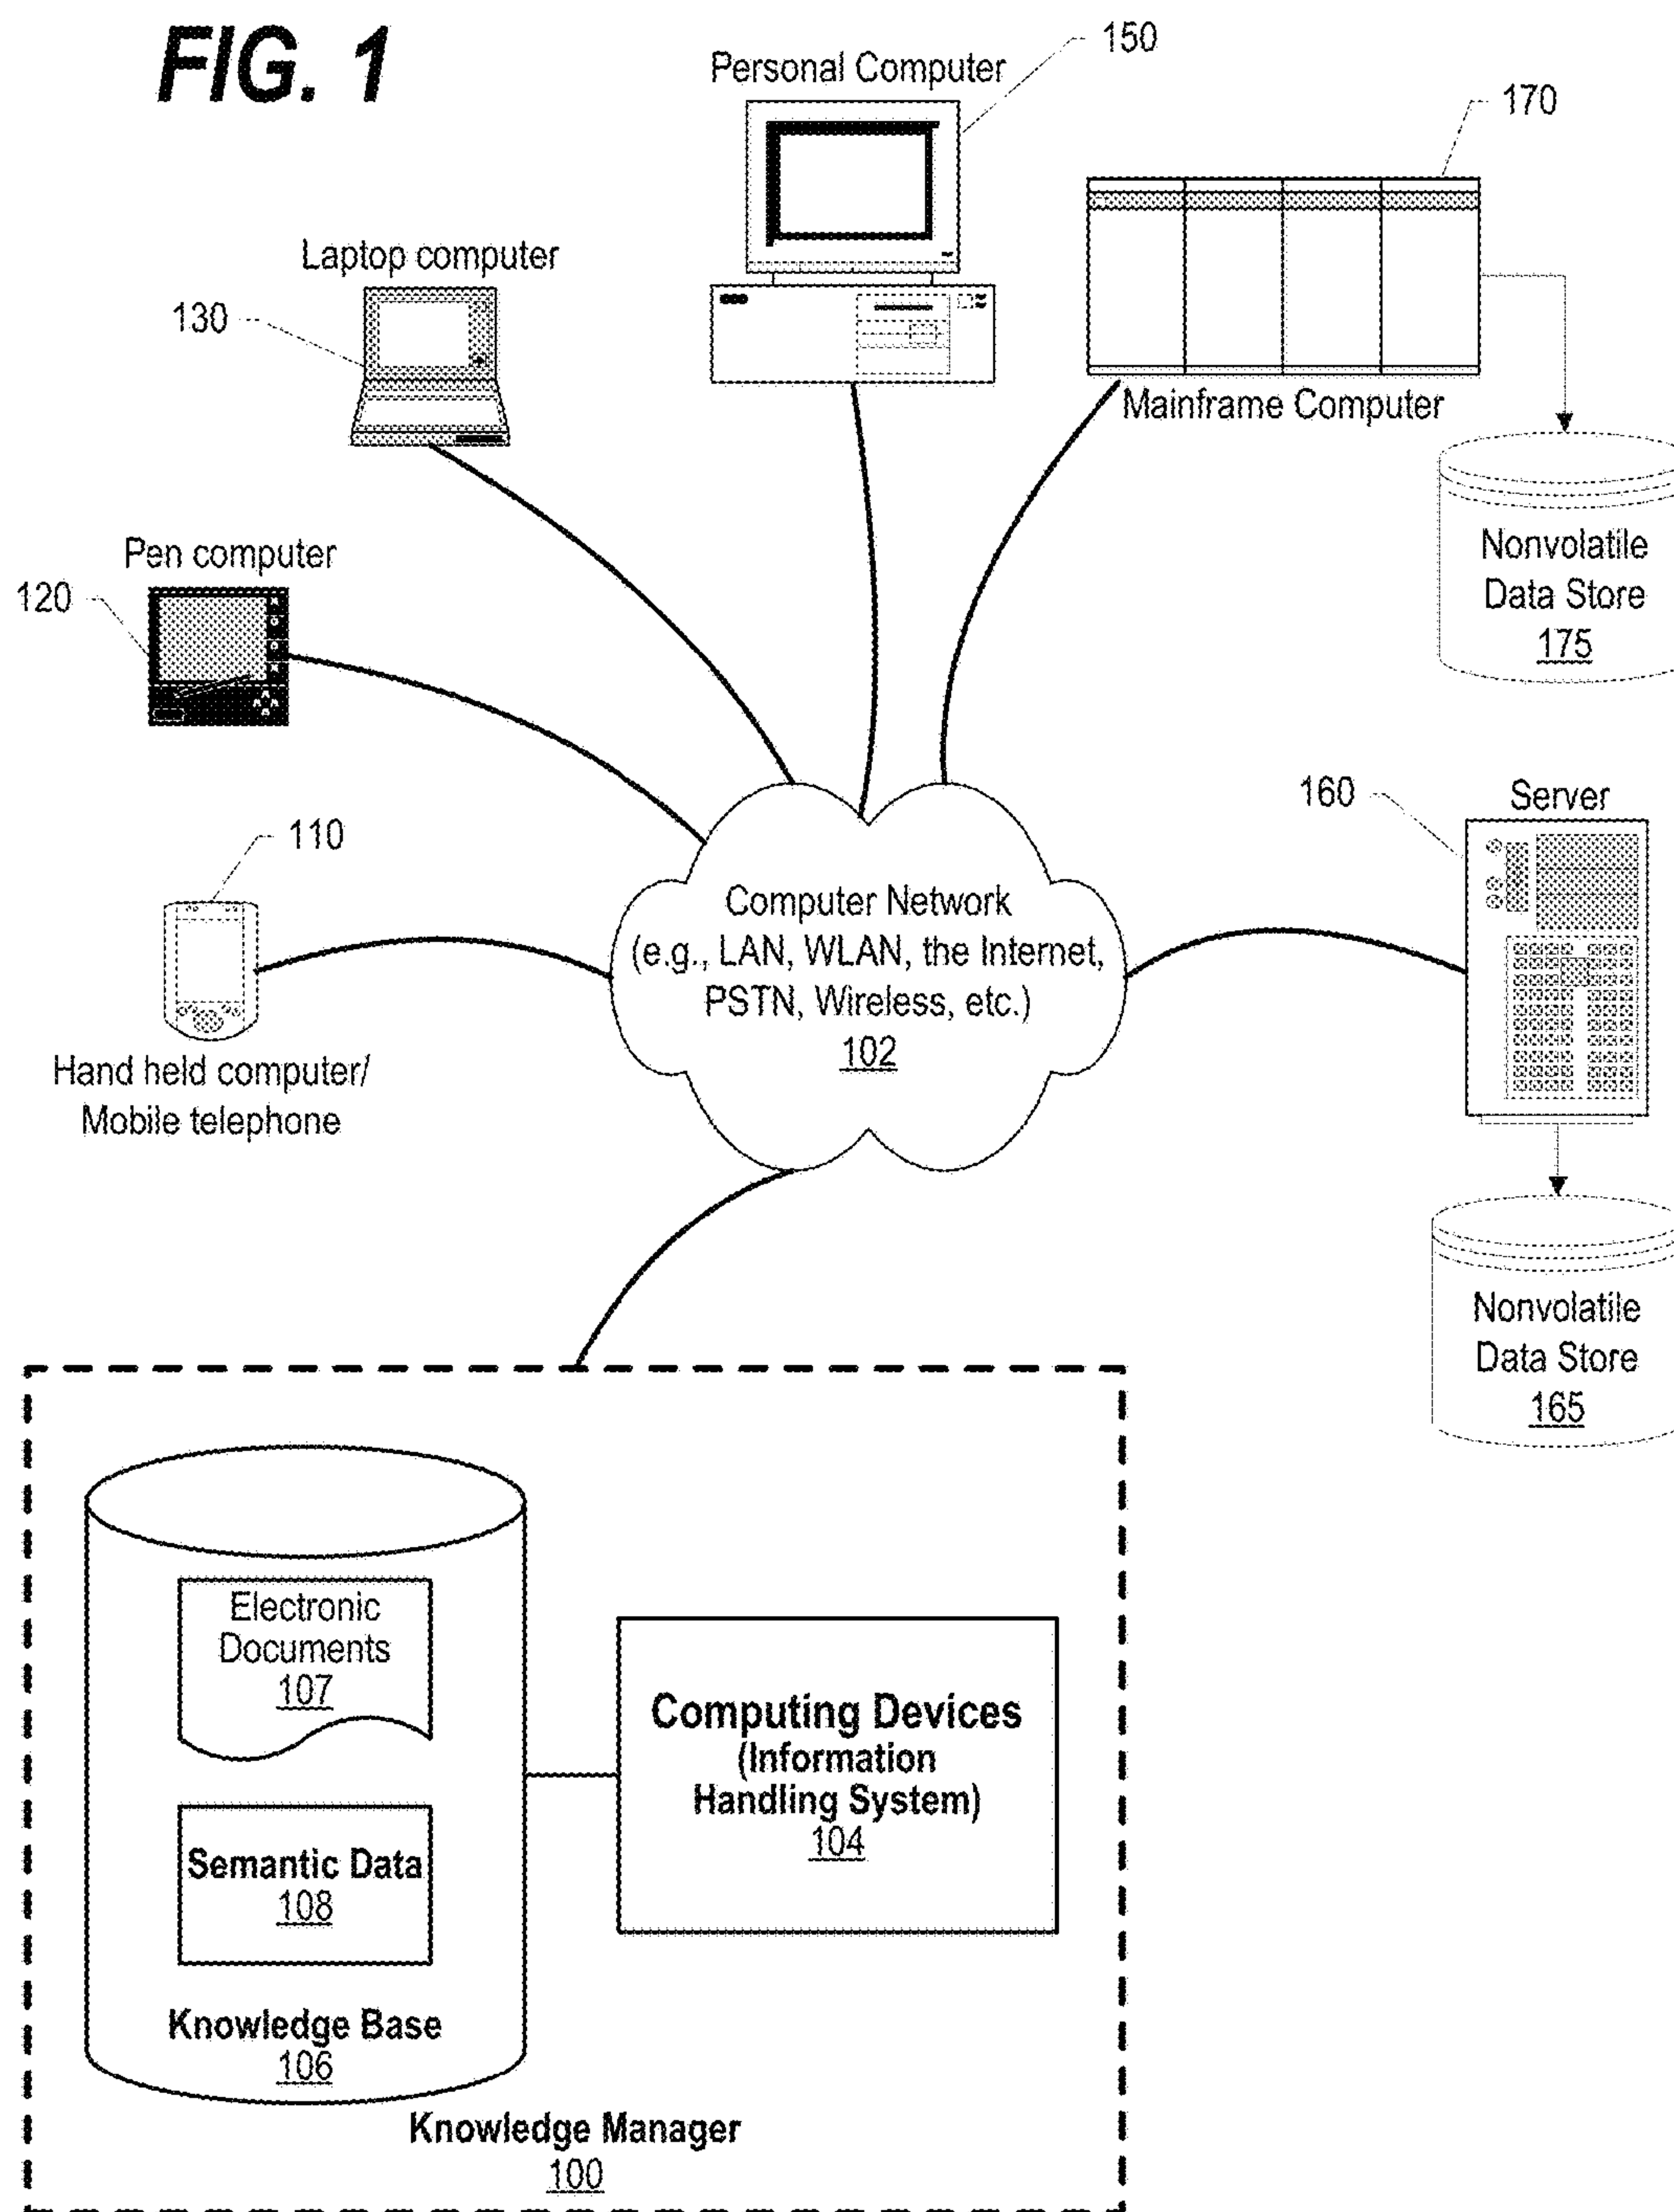 FIG. 1
Personal Computer
150
170
Laptop computer
130
Mainframe Computer
Nonvolatile
Data Store
175
Pen computer
120
160
Server
110
Computer Network
(e.g., LAN, WLAN, the Internet,
PSTN, Wireless, etc.)
102
Hand held computer/
Mobile telephone
Nonvolatile
Data Store
165
Electronic
Documents
107
Semantic Data
108
Knowledge Base
106
Computing Devices
(Information
Handling System)
104
Knowledge Manager
100